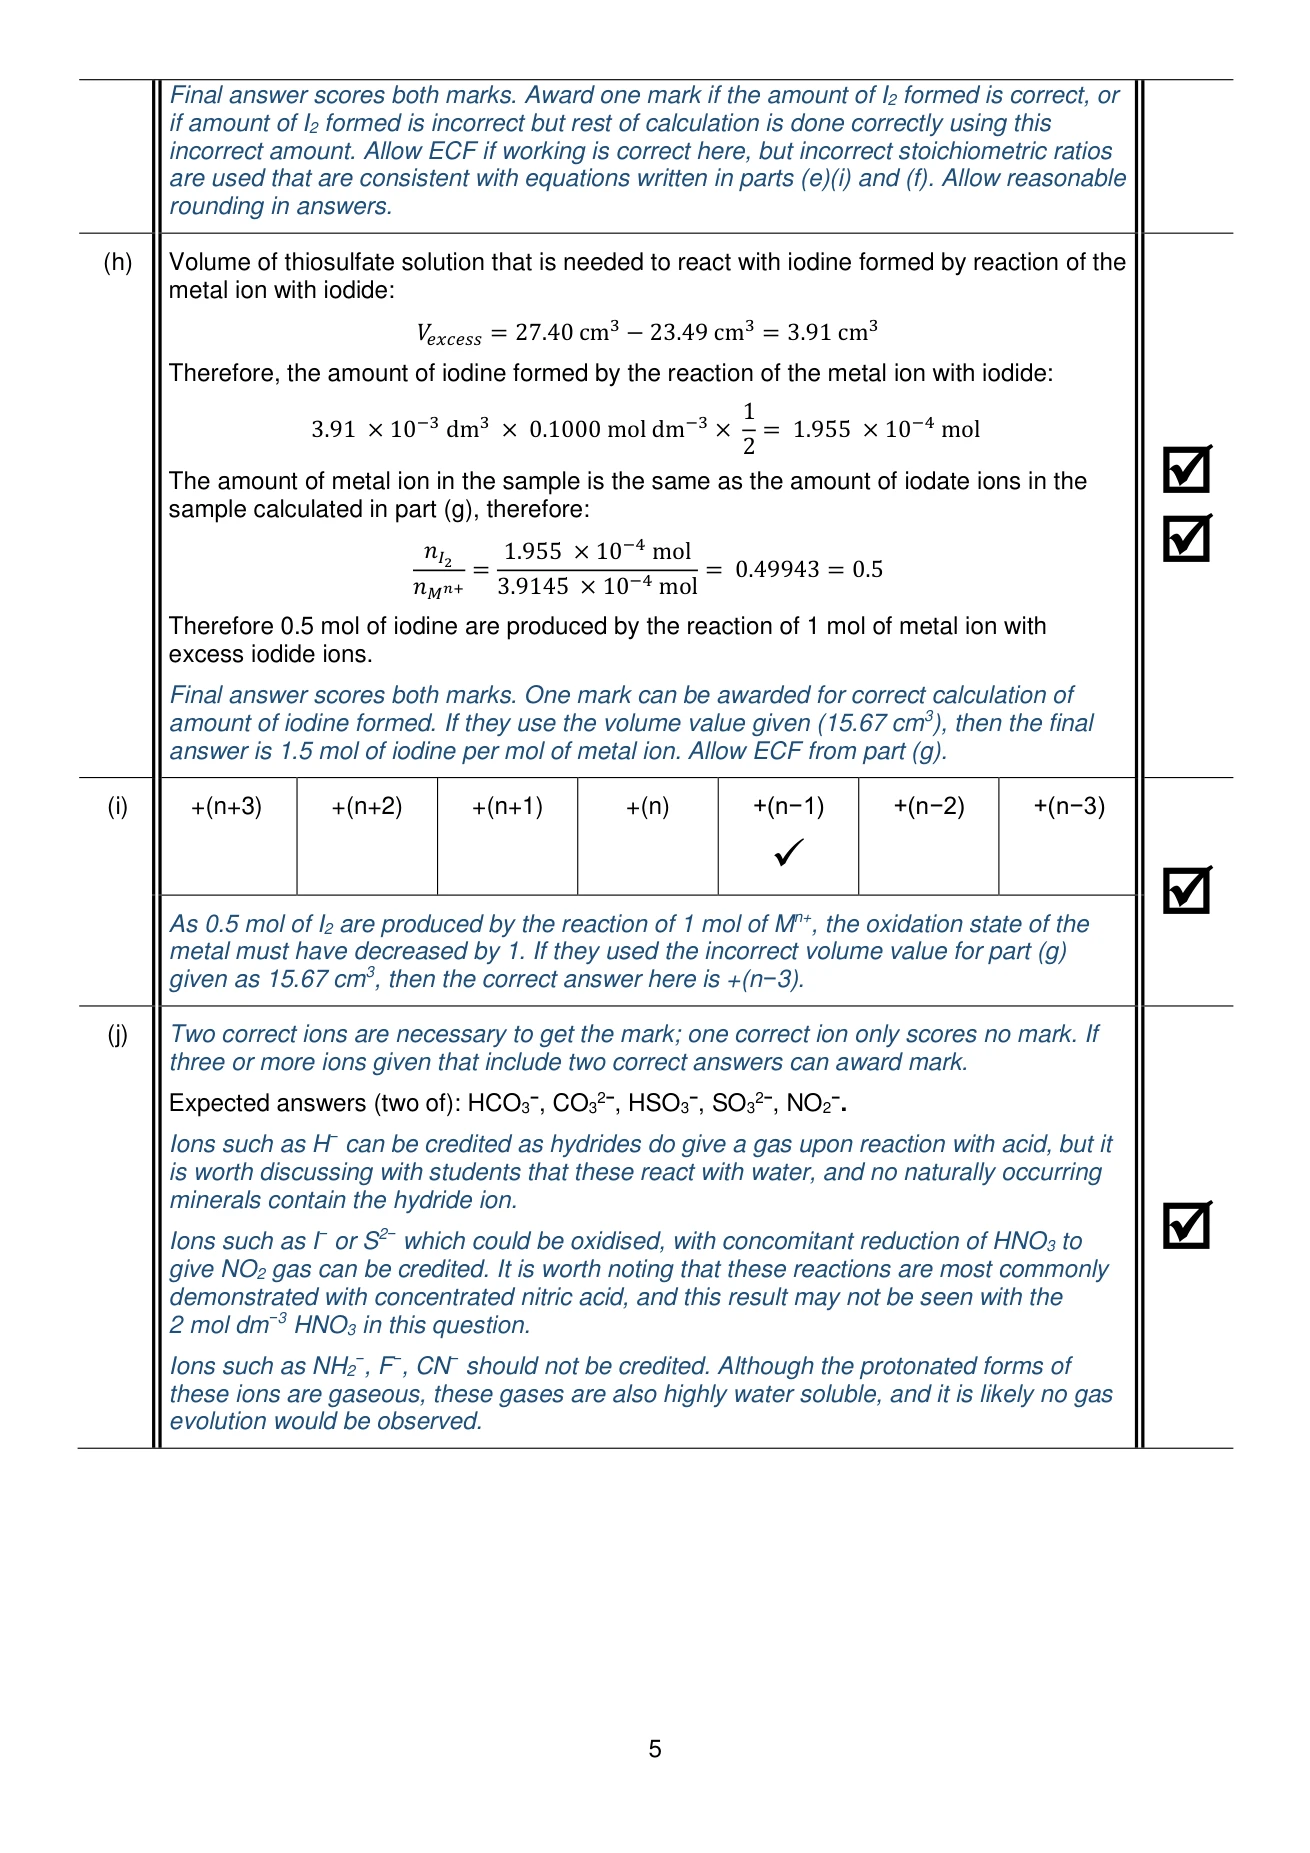 Final answer scores both marks. Award one mark if the amount of I₂ formed is correct, or
if amount of I₂ formed is incorrect but rest of calculation is done correctly using this
incorrect amount. Allow ECF if working is correct here, but incorrect stoichiometric ratios
are used that are consistent with equations written in parts (e)(i) and (f). Allow reasonable
rounding in answers.
(h)
Volume of thiosulfate solution that is needed to react with iodine formed by reaction of the
metal ion with iodide:
V_excess = 27.40 cm³ − 23.49 cm³ = 3.91 cm³
Therefore, the amount of iodine formed by the reaction of the metal ion with iodide:
3.91 × 10⁻³ dm³ × 0.1000 mol dm⁻³ × 1/2 = 1.955 × 10⁻⁴ mol
The amount of metal ion in the sample is the same as the amount of iodate ions in the
sample calculated in part (g), therefore:
n_I₂ / n_Mⁿ⁺ = 1.955 × 10⁻⁴ mol / 3.9145 × 10⁻⁴ mol = 0.49943 = 0.5
Therefore 0.5 mol of iodine are produced by the reaction of 1 mol of metal ion with
excess iodide ions.
Final answer scores both marks. One mark can be awarded for correct calculation of
amount of iodine formed. If they use the volume value given (15.67 cm³), then the final
answer is 1.5 mol of iodine per mol of metal ion. Allow ECF from part (g).
(i) +(n+3) +(n+2) +(n+1) +(n) +(n−1) +(n−2) +(n−3)
✓
As 0.5 mol of I₂ are produced by the reaction of 1 mol of Mⁿ⁺, the oxidation state of the
metal must have decreased by 1. If they used the incorrect volume value for part (g)
given as 15.67 cm³, then the correct answer here is +(n−3).
(j)
Two correct ions are necessary to get the mark; one correct ion only scores no mark. If
three or more ions given that include two correct answers can award mark.
Expected answers (two of): HCO₃⁻, CO₃²⁻, HSO₃⁻, SO₃²⁻, NO₂⁻.
Ions such as H⁻ can be credited as hydrides do give a gas upon reaction with acid, but it
is worth discussing with students that these react with water, and no naturally occurring
minerals contain the hydride ion.
Ions such as I⁻ or S²⁻ which could be oxidised, with concomitant reduction of HNO₃ to
give NO₂ gas can be credited. It is worth noting that these reactions are most commonly
demonstrated with concentrated nitric acid, and this result may not be seen with the
2 mol dm⁻³ HNO₃ in this question.
Ions such as NH₂⁻, F⁻, CN⁻ should not be credited. Although the protonated forms of
these ions are gaseous, these gases are also highly water soluble, and it is likely no gas
evolution would be observed.
5